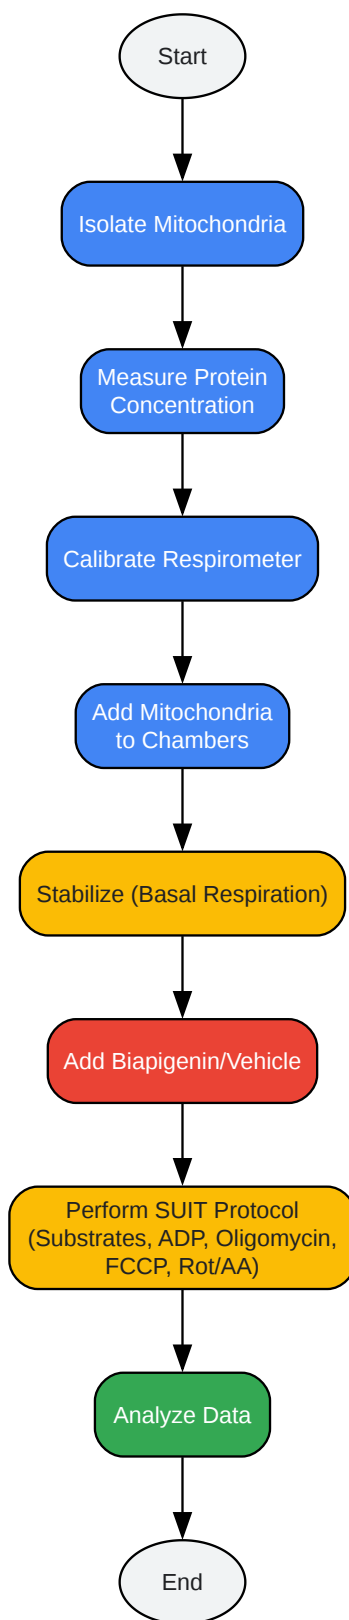 Start
Isolate Mitochondria
Measure Protein
Concentration
Calibrate Respirometer
Add Mitochondria
to Chambers
Stabilize (Basal Respiration)
Add Biapigenin/Vehicle
Perform SUIT Protocol
(Substrates, ADP, Oligomycin,
FCCP, Rot/AA)
Analyze Data
End